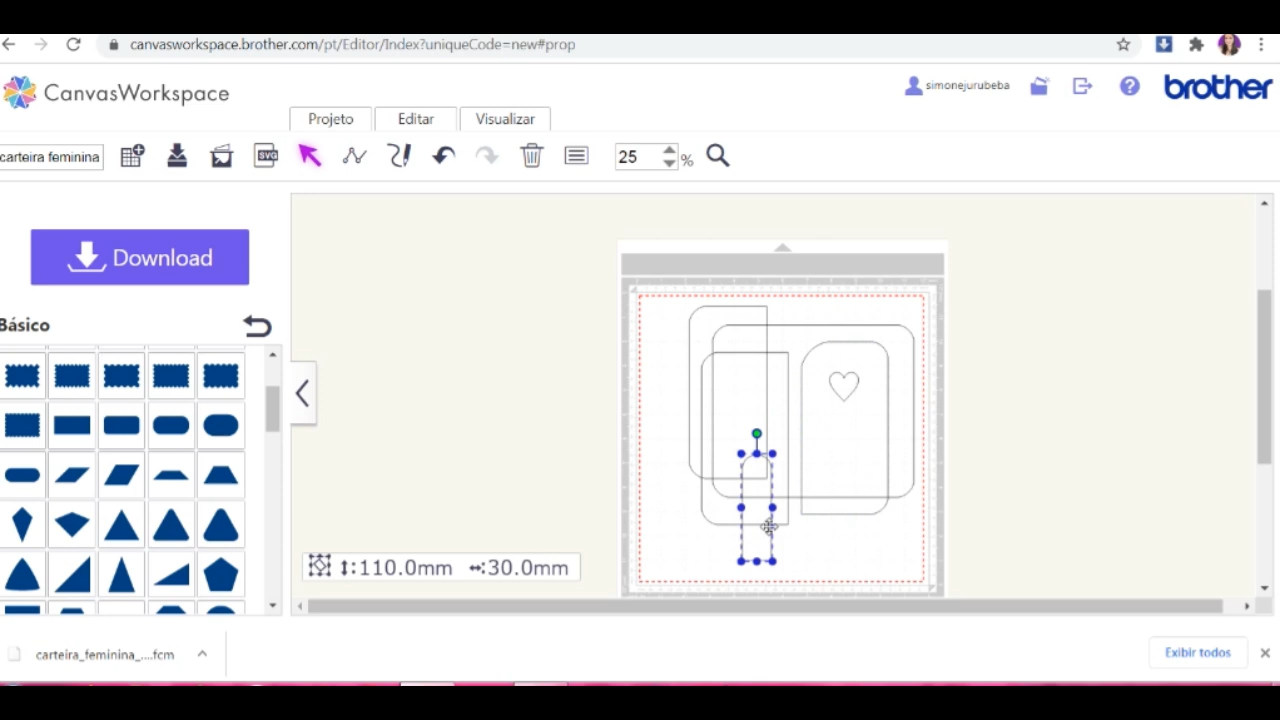 canvasworkspace.brother.com/pt/Editor/Index?uniqueCode=new#prop
CanvasWorkspace
simonejurubeba
brother
Projeto
Editar
Visualizar
carteira feminina
SVG
25
%
Download
Básico
110.0mm
30.0mm
carteira_feminina_....fcm
Exibir todos